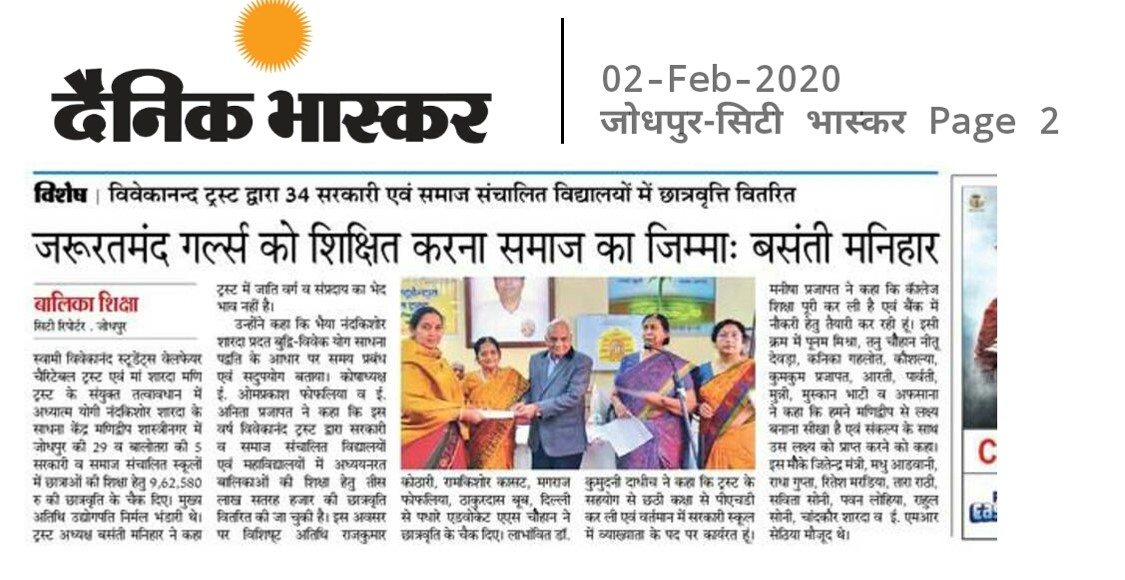 दैनिक भास्कर
02-Feb-2020
जोधपुर-सिटी भास्कर Page 2
विशेष | विवेकानन्द ट्रस्ट द्वारा 34 सरकारी एवं समाज संचालित विद्यालयों में छात्रवृत्ति वितरित
जरूरतमंद गर्ल्स को शिक्षित करना समाज का जिम्माः बसंती मनिहार
बालिका शिक्षा
सिटी रिपोर्टर . जोधपुर
स्वामी विवेकानंद स्टूडेंट्स वेलफेयर
चैरिटेबल ट्रस्ट एवं मां शारदा मणि
ट्रस्ट के संयुक्त तत्वावधान में
अध्यात्म योगी नंदकिशोर शारदा के
साधना केंद्र मणिद्वीप शास्त्रीनगर में
जोधपुर की 29 व बालोतरा की 5
सरकारी व समाज संचालित स्कूलों
में छात्राओं की शिक्षा हेतु 9,62,580
रु की छात्रवृति के चैक दिए। मुख्य
अतिथि उद्योगपति निर्मल भंडारी थे।
ट्रस्ट अध्यक्ष बसंती मनिहार ने कहा
ट्रस्ट में जाति वर्ग व संप्रदाय का भेद
भाव नहीं है।
उन्होंने कहा कि भैया नंदकिशोर
शारदा प्रदत बुद्वि-विवेक योग साधना
पद्वति के आधार पर समय प्रबंध
एवं सदुपयोग बताया। कोषाध्यक्ष
ई. ओमप्रकाश फोफलिया व ई.
अनिता प्रजापत ने कहा कि इस
वर्ष विवेकानंद ट्रस्ट द्वारा सरकारी
व समाज संचालित विद्यालयों
एवं महाविद्यालयों में अध्ययनरत
बालिकाओं की शिक्षा हेतु तीस
लाख सतरह हजार की छात्रवृति
वितरित की जा चुकी है। इस अवसर
पर विशिष्ट अतिथि राजकुमार
कोठारी, रामकिशोर कासट, मगराज
फोफलिया, ठाकुरदास बूब, दिल्ली
से पधारे एडवोकेट एएस चौहान ने
छात्रवृति के चैक दिए। लाभांवित डॉ.
कुमुदनी दाधीच ने कहा कि ट्रस्ट के
सहयोग से छठी कक्षा से पीएचडी
कर ली एवं वर्तमान में सरकारी स्कूल
में व्याख्याता के पद पर कार्यरत हूं।
मनीषा प्रजापत ने कहा कि कॅालेज
शिक्षा पूरी कर ली है एवं बैंक में
नौकरी हेतु तैयारी कर रही हूं। इसी
क्रम में पूनम मिश्रा, तनु चौहान नीतू
देवड़ा, कनिका गहलोत, कौशल्या,
कुमकुम प्रजापत, आरती, पार्वती,
मुन्नी, मुस्कान भाटी व अफसाना
ने कहा कि हमने मणिद्वीप से लक्ष्य
बनाना सीखा है एवं संकल्प के साथ
उस लक्ष्य को प्राप्त करने को कहा।
इस मौके जितेन्द्र मंत्री, मधु आडवानी,
राधा गुप्ता, रितेश मरडिया, तारा राठी,
सविता सोनी, पवन लोहिया, राहुल
सोनी, चांदकौर शारदा व ई. एमआर
सेठिया मौजूद थे।